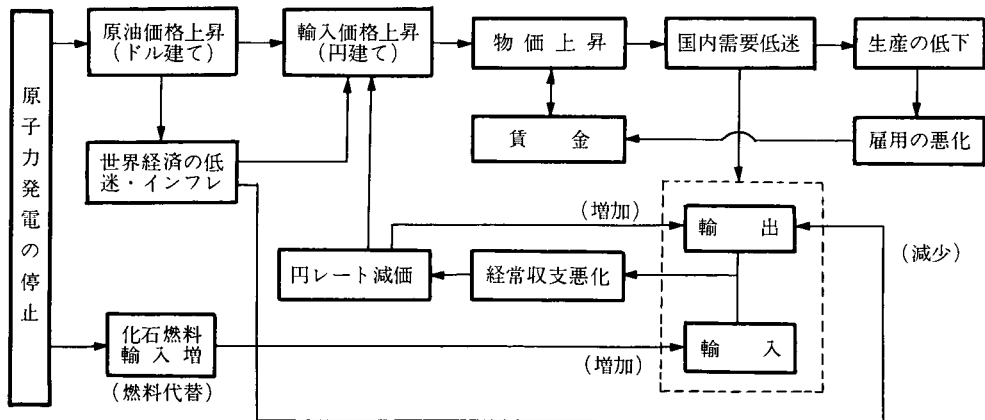 原子力発電の停止
原油価格上昇
(ドル建て)
輸入価格上昇
(円建て)
物価上昇
国内需要低迷
生産の低下
世界経済の低
迷・インフレ
賃金
雇用の悪化
(増加)
輸出
(減少)
円レート減価
経常収支悪化
化石燃料
輸入増
(燃料代替)
(増加)
輸入